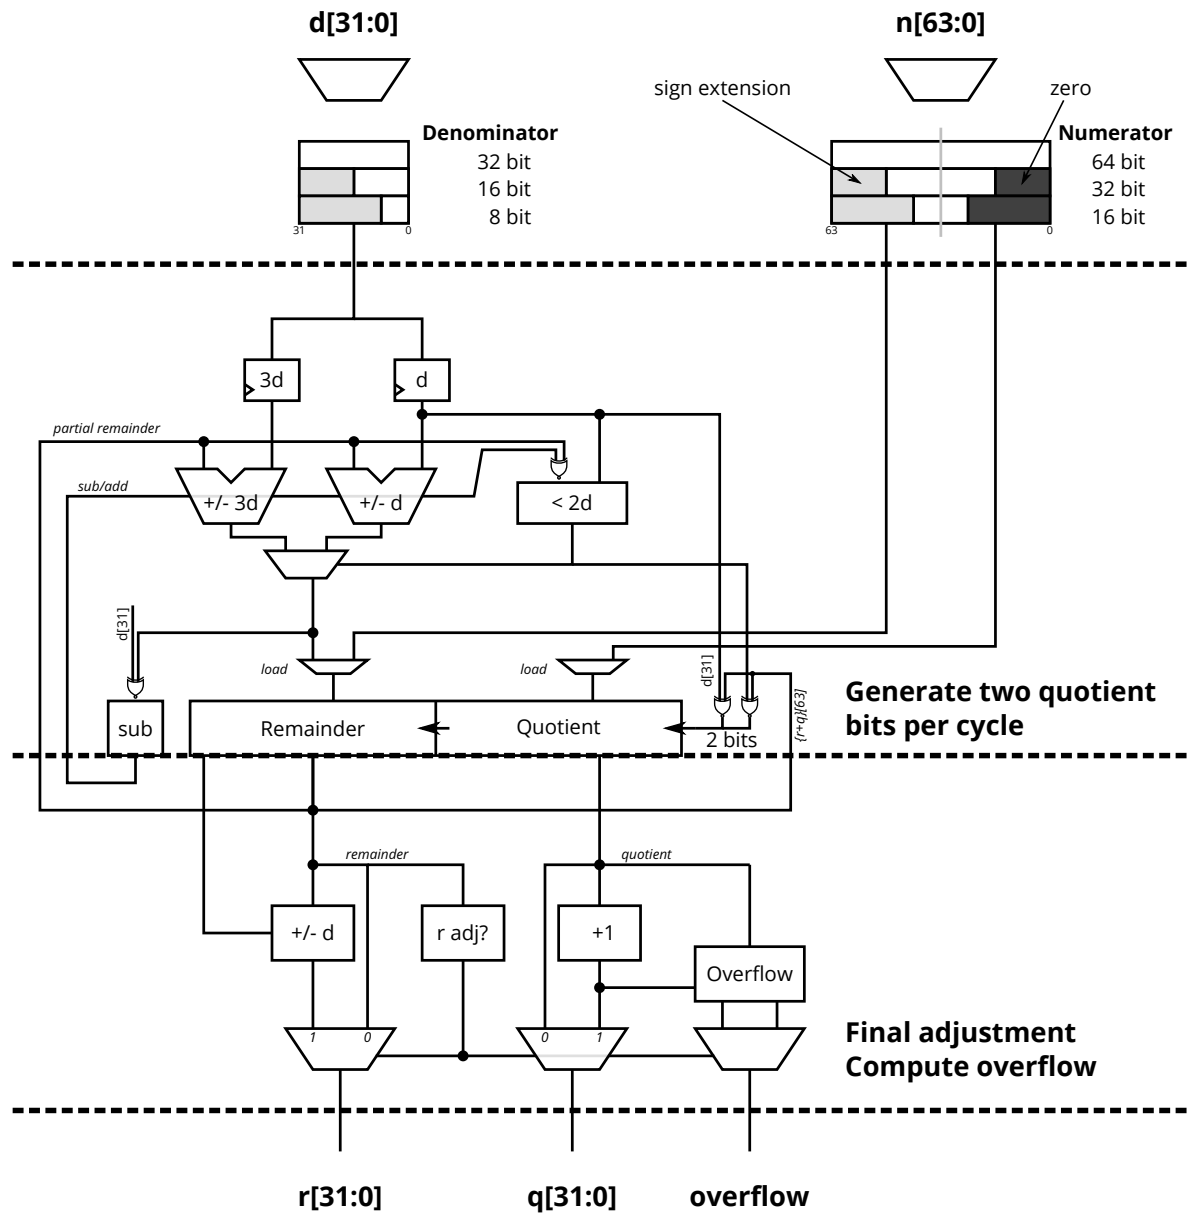 d[31:0]
n[63:0]
sign extension
zero
Denominator
32 bit
16 bit
8 bit
31
0
Numerator
64 bit
32 bit
16 bit
63
0
3d
d
partial remainder
sub/add
+/- 3d
+/- d
< 2d
d[31]
load
load
d[31]
{r+q}[63]
sub
Remainder
Quotient
2 bits
Generate two quotient
bits per cycle
remainder
quotient
+/- d
r adj?
+1
Overflow
1
0
0
1
Final adjustment
Compute overflow
r[31:0]
q[31:0]
overflow